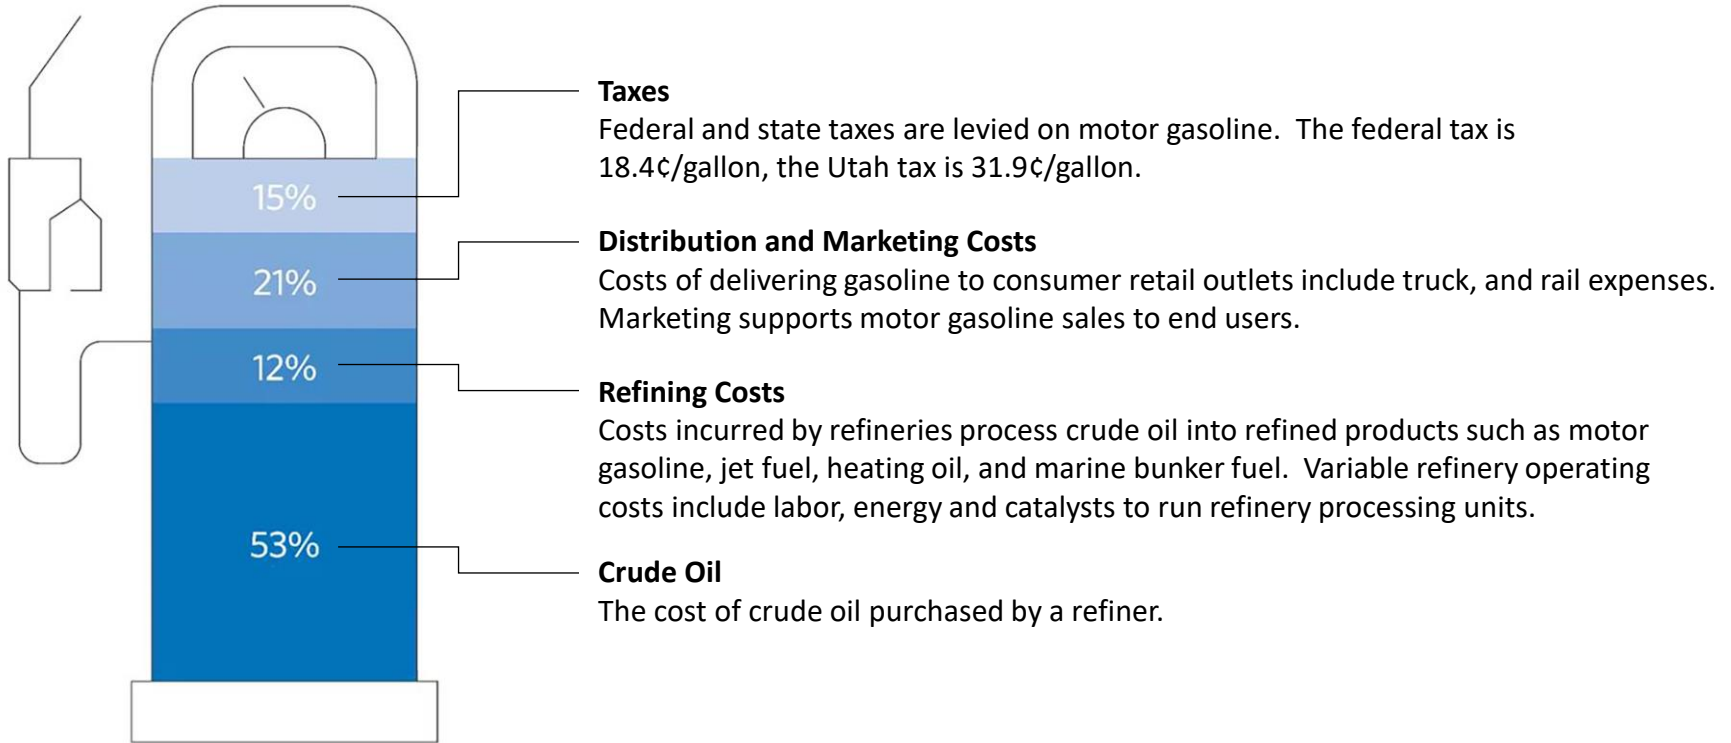 Taxes
Federal and state taxes are levied on motor gasoline.  The federal tax is
18.4¢/gallon, the Utah tax is 31.9¢/gallon.
15%
Distribution and Marketing Costs
Costs of delivering gasoline to consumer retail outlets include truck, and rail expenses.
Marketing supports motor gasoline sales to end users.
21%
Refining Costs
Costs incurred by refineries process crude oil into refined products such as motor
gasoline, jet fuel, heating oil, and marine bunker fuel.  Variable refinery operating
costs include labor, energy and catalysts to run refinery processing units.
12%
Crude Oil
The cost of crude oil purchased by a refiner.
53%